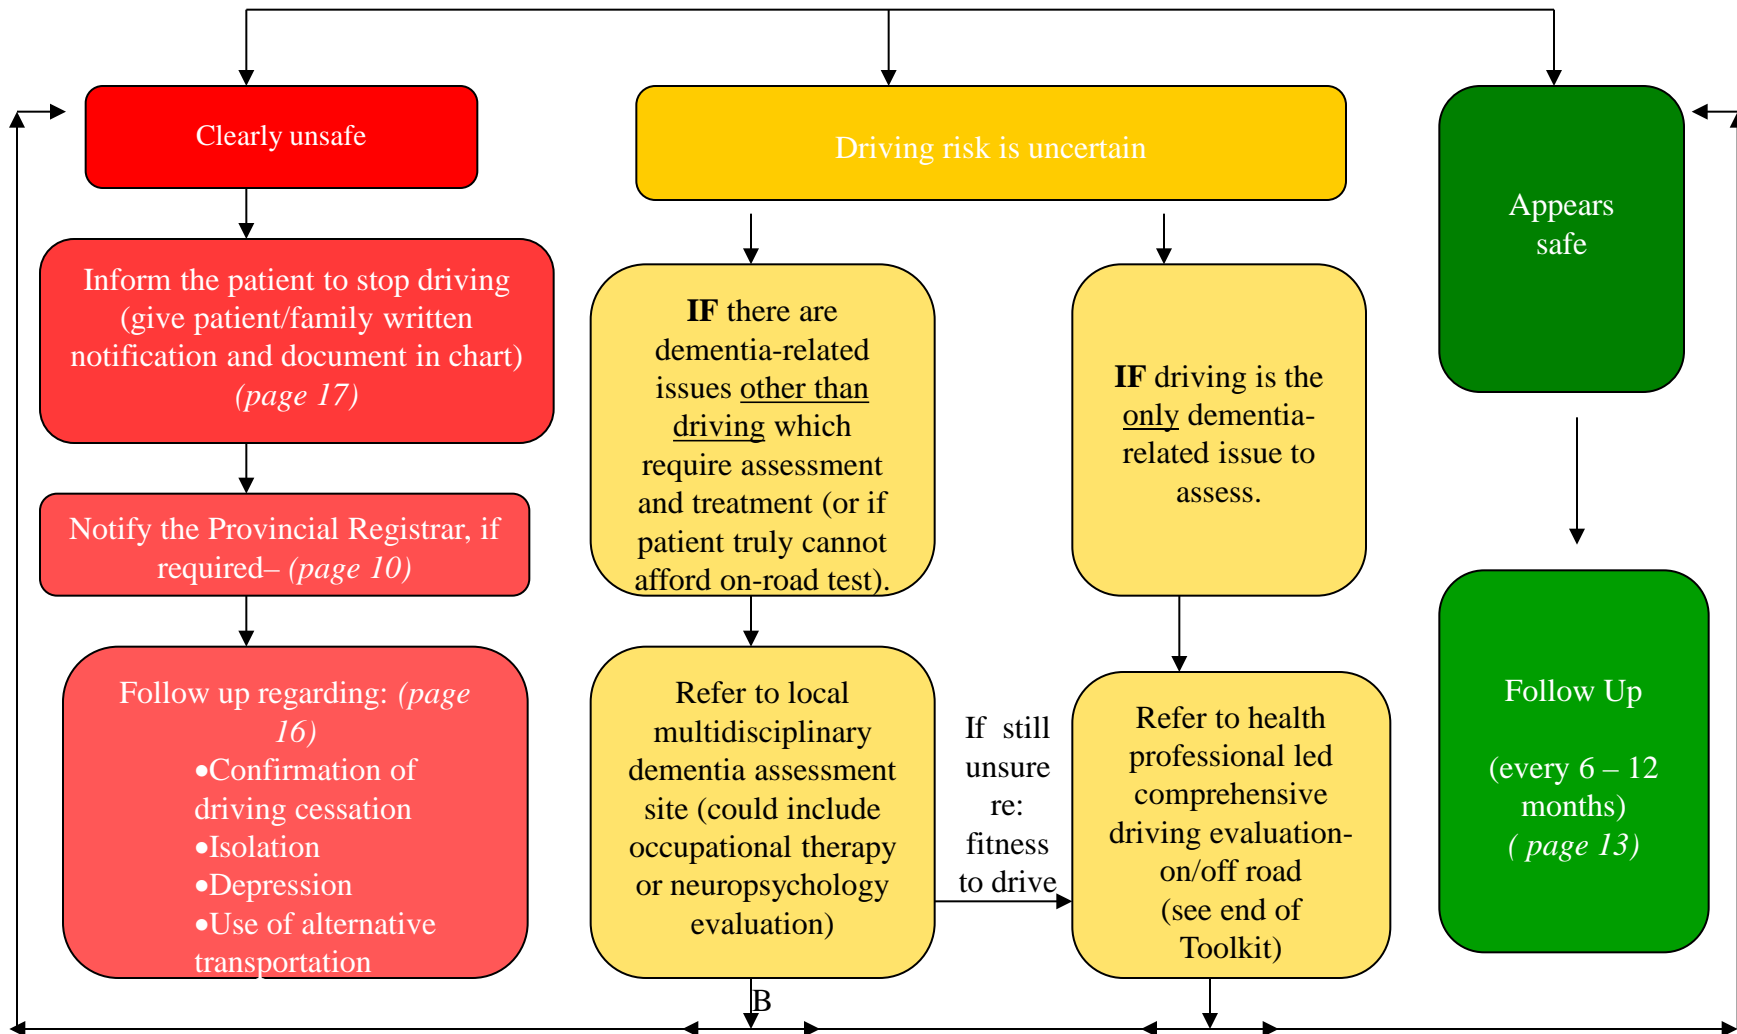 Clearly unsafe
Inform the patient to stop driving
(give patient/family written
notification and document in chart)
(page 17)
Notify the Provincial Registrar, if
required– (page 10)
Follow up regarding: (page
16)
•Confirmation of
driving cessation
•Isolation
•Depression
•Use of alternative
transportation
Driving risk is uncertain
IF there are
dementia-related
issues other than
driving which
require assessment
and treatment (or if
patient truly cannot
afford on-road test).
Refer to local
multidisciplinary
dementia assessment
site (could include
occupational therapy
or neuropsychology
evaluation)
B
If still
unsure
re:
fitness
to drive
IF driving is the
only dementia-
related issue to
assess.
Refer to health
professional led
comprehensive
driving evaluation-
on/off road
(see end of
Toolkit)
Appears
safe
Follow Up
(every 6 – 12
months)
( page 13)